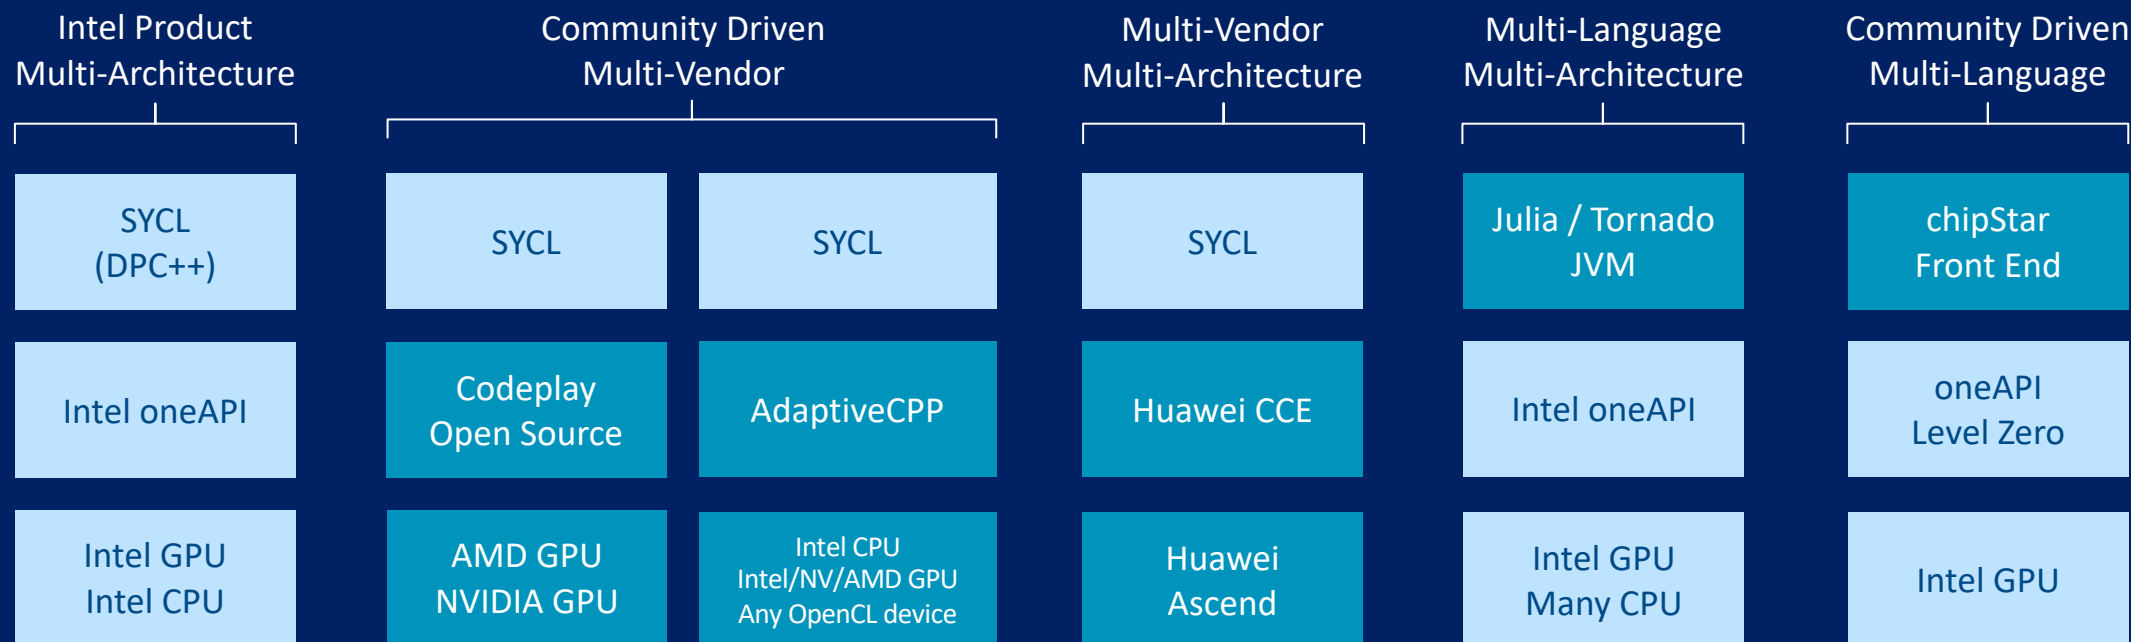 Intel Product
Multi-Architecture
Community Driven
Multi-Vendor
Multi-Vendor
Multi-Architecture
Multi-Language
Multi-Architecture
Community Driven
Multi-Language
SYCL
(DPC++)
SYCL
SYCL
SYCL
Julia / Tornado
JVM
chipStar
Front End
Intel oneAPI
Codeplay
Open Source
AdaptiveCPP
Huawei CCE
Intel oneAPI
oneAPI
Level Zero
Intel GPU
Intel CPU
AMD GPU
NVIDIA GPU
Intel CPU
Intel/NV/AMD GPU
Any OpenCL device
Huawei
Ascend
Intel GPU
Many CPU
Intel GPU